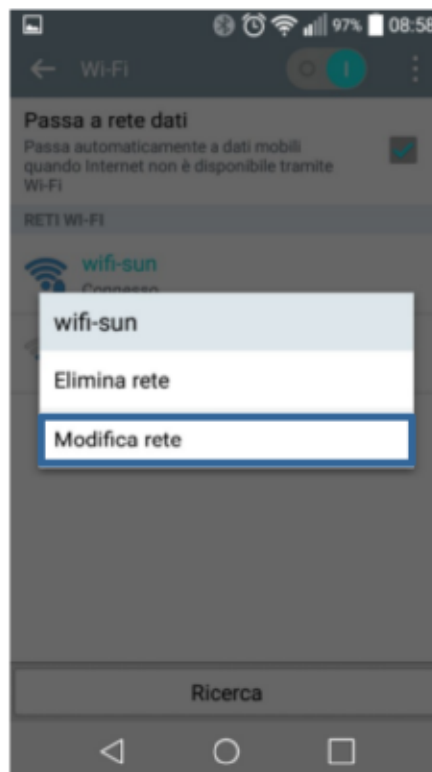 97% 08:58
Wi-Fi
Passa a rete dati
Passa automaticamente a dati mobili
quando Internet non è disponibile tramite
Wi-Fi
RETI WI-FI
wifi-sun
Connesso
wifi-sun
Elimina rete
Modifica rete
Ricerca